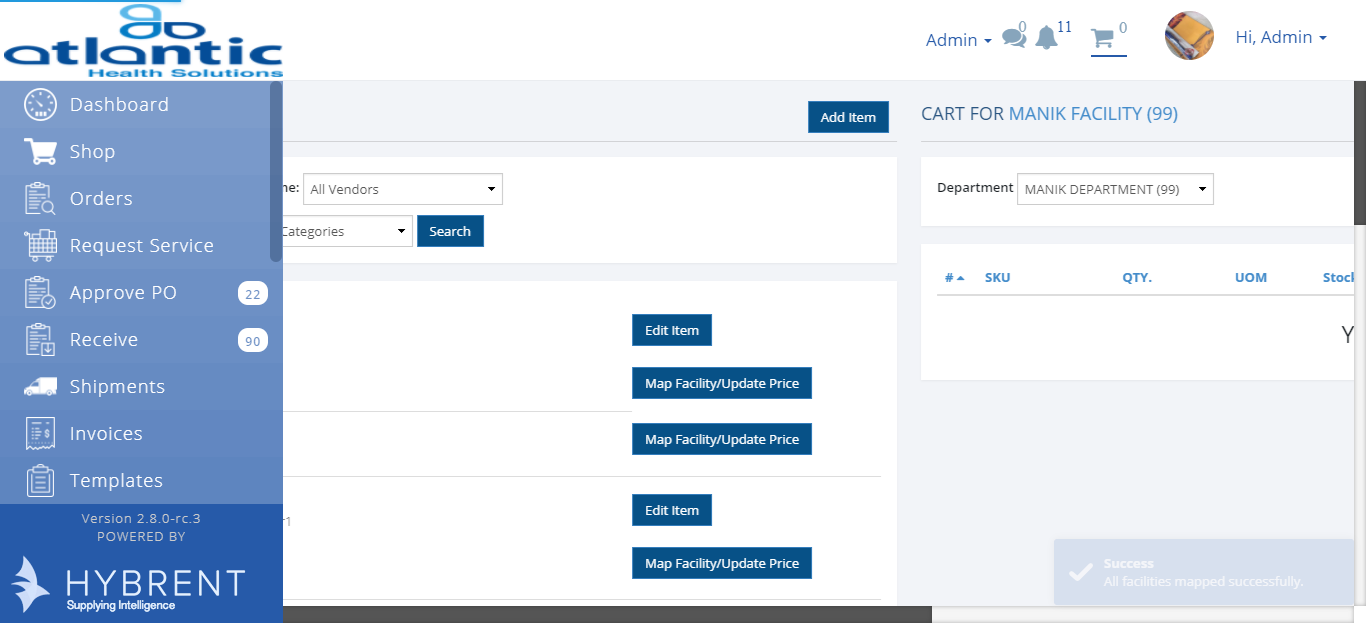 atlantic
Health Solutions
Admin
0
11
0
Hi, Admin
Dashboard
Shop
Orders
Request Service
Approve PO 22
Receive 90
Shipments
Invoices
Templates
Version 2.8.0-rc.3
POWERED BY
HYBRENT
Supplying Intelligence
Add Item
me: All Vendors
Categories Search
Edit Item
Map Facility/Update Price
Map Facility/Update Price
r1 Edit Item
Map Facility/Update Price
CART FOR MANIK FACILITY (99)
Department MANIK DEPARTMENT (99)
# SKU QTY. UOM Stock
Y
Success
All facilities mapped successfully.